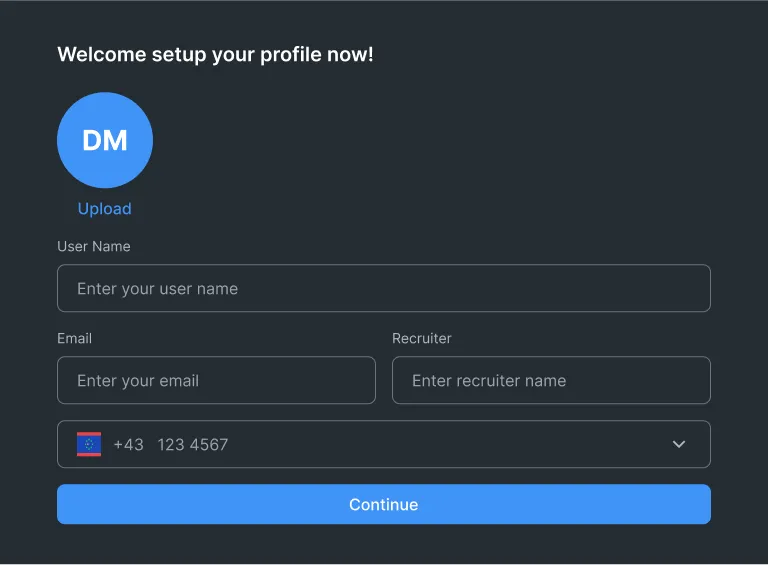 Welcome setup your profile now!
DM
Upload
User Name
Enter your user name
Email
Recruiter
Enter your email
Enter recruiter name
+43 123 4567
Continue